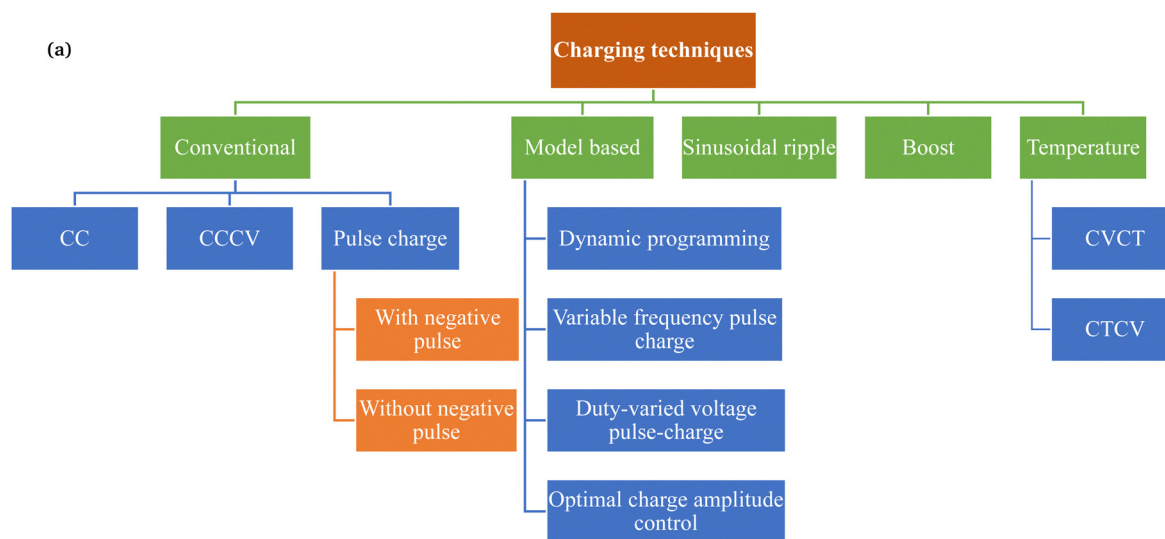 (a)
Charging techniques
Conventional
Model based
Sinusoidal ripple
Boost
Temperature
CC
CCCV
Pulse charge
Dynamic programming
CVCT
With negative
pulse
Variable frequency pulse
charge
CTCV
Without negative
pulse
Duty-varied voltage
pulse-charge
Optimal charge amplitude
control